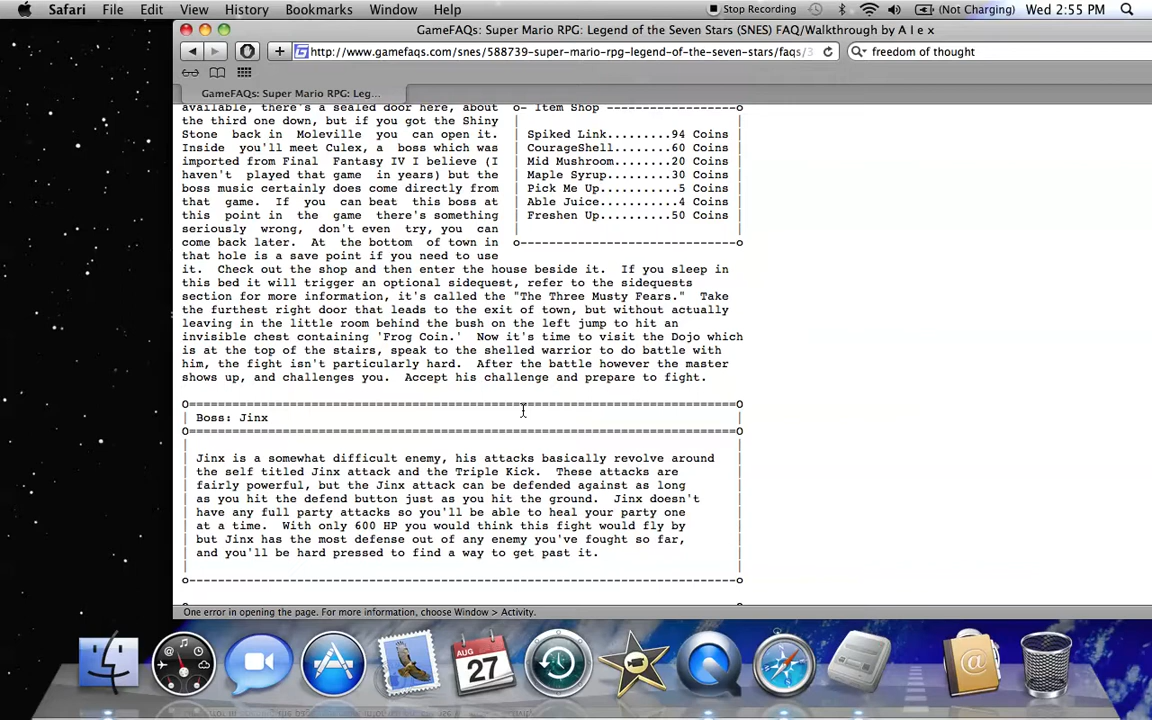 Safari File Edit View History Bookmarks Window Help Stop Recording (Not Charging) Wed 2:55 PM
GameFAQs: Super Mario RPG: Legend of the Seven Stars (SNES) FAQ/Walkthrough by A l e x
http://www.gamefaqs.com/snes/588739-super-mario-rpg-legend-of-the-seven-stars/faqs/3 freedom of thought
GameFAQs: Super Mario RPG: Leg...
available, there's a sealed door here, about o- Item Shop ------------------o
the third one down, but if you got the Shiny | |
Stone back in Moleville you can open it. | Spiked Link.........94 Coins |
Inside you'll meet Culex, a boss which was | CourageShell........60 Coins |
imported from Final Fantasy IV I believe (I | Mid Mushroom........20 Coins |
haven't played that game in years) but the | Maple Syrup.........30 Coins |
boss music certainly does come directly from | Pick Me Up..........5 Coins |
that game. If you can beat this boss at | Able Juice..........4 Coins |
this point in the game there's something | Freshen Up..........50 Coins |
seriously wrong, don't even try, you can | |
come back later. At the bottom of town in o------------------------------o
that hole is a save point if you need to use
it. Check out the shop and then enter the house beside it. If you sleep in
this bed it will trigger an optional sidequest, refer to the sidequests
section for more information, it's called the "The Three Musty Fears." Take
the furthest right door that leads to the exit of town, but without actually
leaving in the little room behind the bush on the left jump to hit an
invisible chest containing 'Frog Coin.' Now it's time to visit the Dojo which
is at the top of the stairs, speak to the shelled warrior to do battle with
him, the fight isn't particularly hard. After the battle however the master
shows up, and challenges you. Accept his challenge and prepare to fight.
O============================================================================O
| Boss: Jinx |
O============================================================================O
Jinx is a somewhat difficult enemy, his attacks basically revolve around
the self titled Jinx attack and the Triple Kick. These attacks are
fairly powerful, but the Jinx attack can be defended against as long
as you hit the defend button just as you hit the ground. Jinx doesn't
have any full party attacks so you'll be able to heal your party one
at a time. With only 600 HP you would think this fight would fly by
but Jinx has the most defense out of any enemy you've fought so far,
and you'll be hard pressed to find a way to get past it.
o----------------------------------------------------------------------------o
One error in opening the page. For more information, choose Window > Activity.
AUG
27